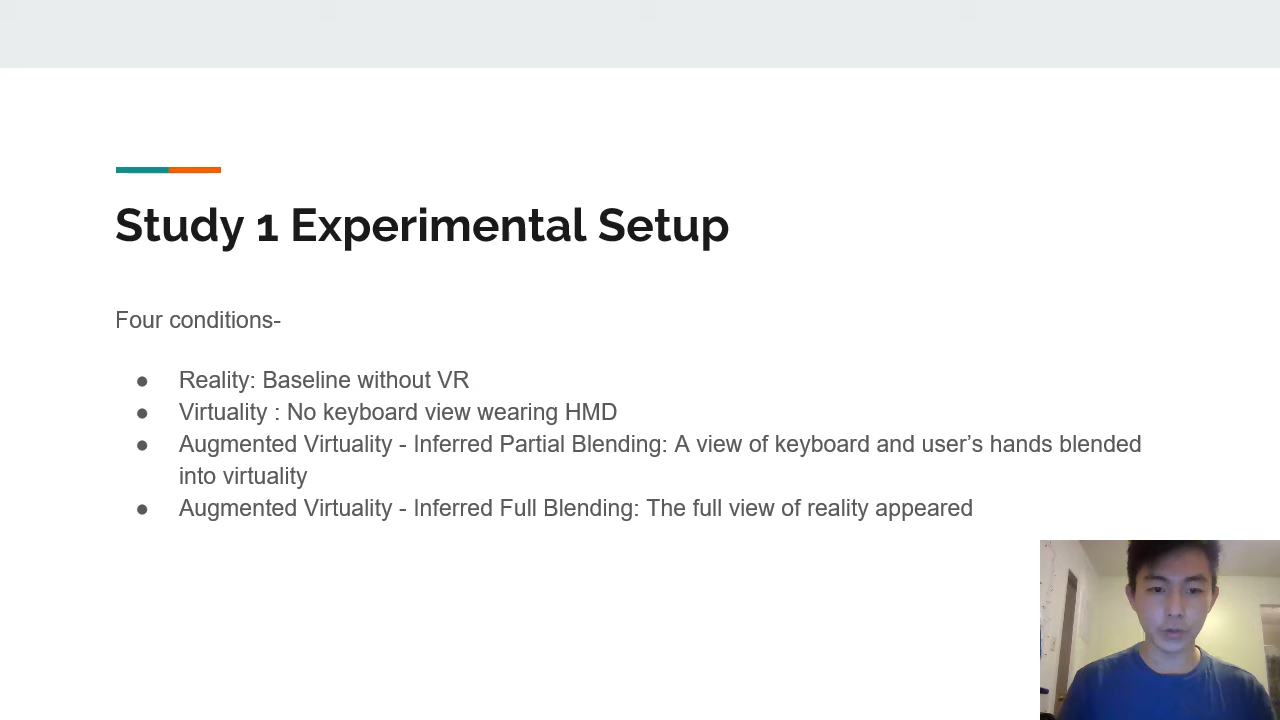 Study 1 Experimental Setup
Four conditions-
● Reality: Baseline without VR
● Virtuality : No keyboard view wearing HMD
● Augmented Virtuality - Inferred Partial Blending: A view of keyboard and user’s hands blended
into virtuality
● Augmented Virtuality - Inferred Full Blending: The full view of reality appeared